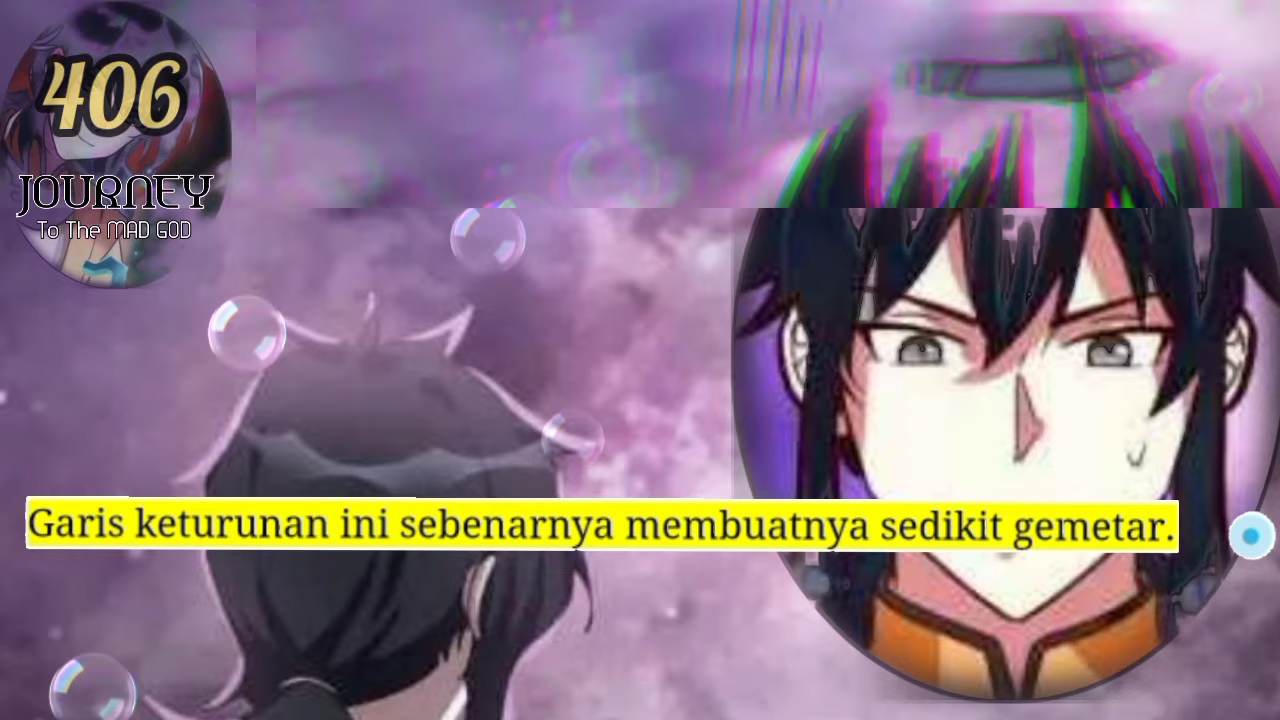 406
JOURNEY
To The MAD GOD
Garis keturunan ini sebenarnya membuatnya sedikit gemetar.